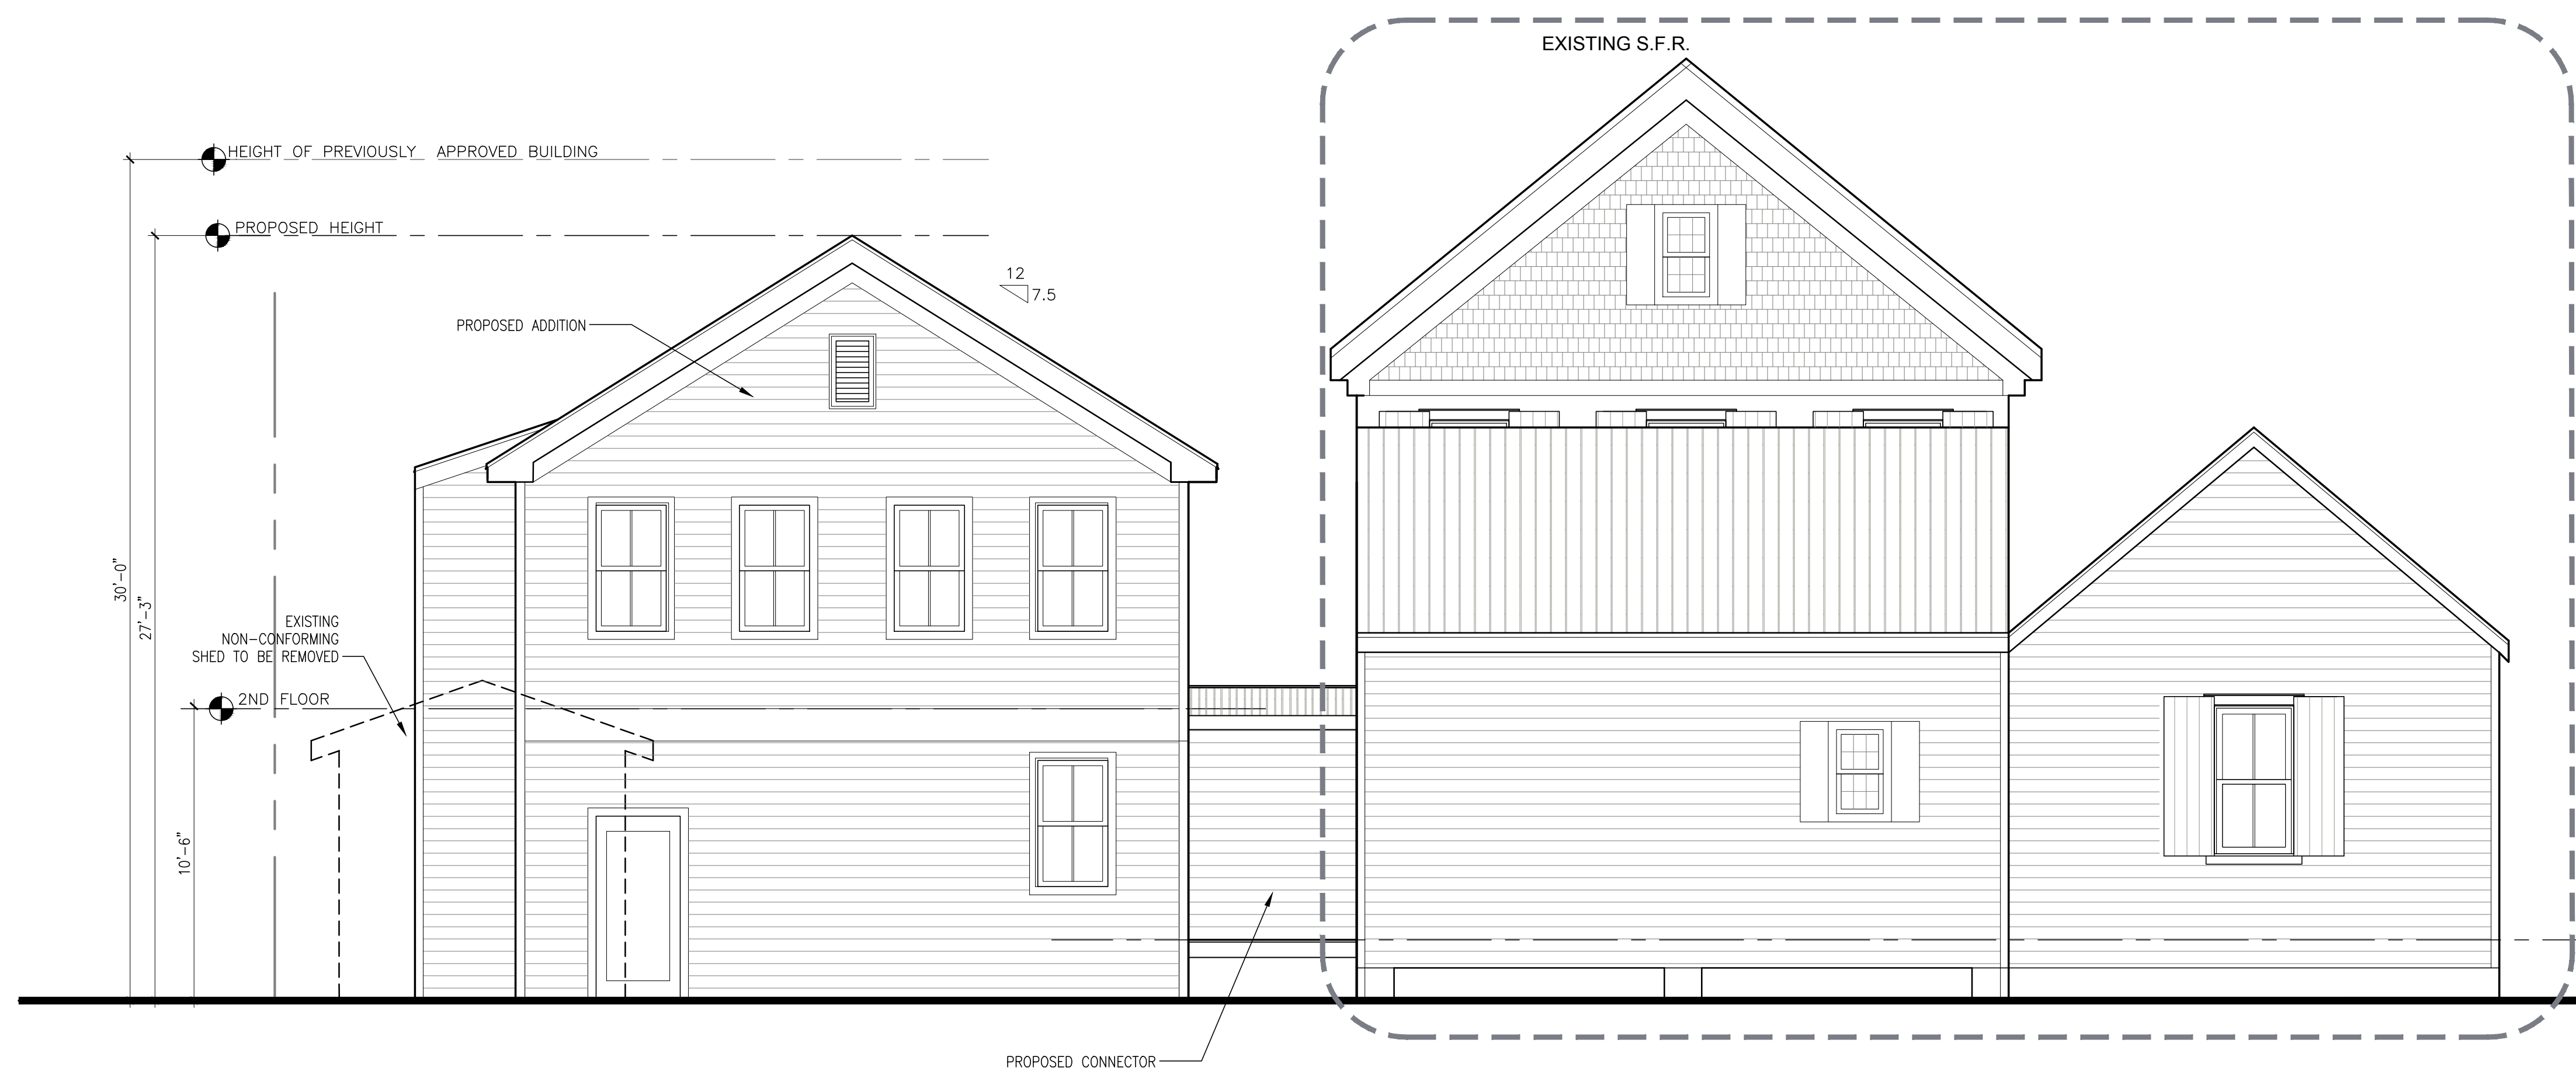 EXISTING S.F.R.
HEIGHT OF PREVIOUSLY APPROVED BUILDING
PROPOSED HEIGHT
12
7.5
PROPOSED ADDITION
30'-0"
27'-3"
EXISTING
NON-CONFORMING
SHED TO BE REMOVED
2ND FLOOR
10'-6"
PROPOSED CONNECTOR